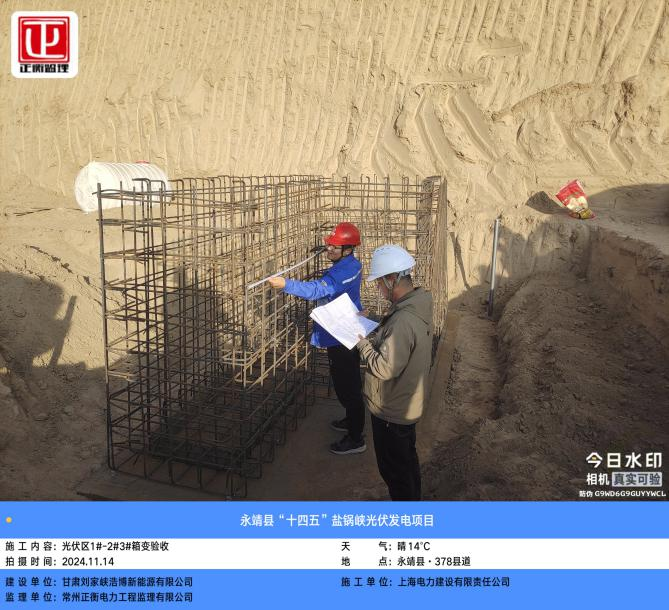 正衡监理
今日水印
相机 真实可验
防伪 G9WD6G9GUYYWCL
永靖县“十四五”盐锅峡光伏发电项目
施工内容：光伏区1#-2#3#箱变验收
天 气：晴 14°C
拍摄时间：2024.11.14
地 点：永靖县·378县道
建设单位：甘肃刘家峡浩博新能源有限公司
施工单位：上海电力建设有限责任公司
监理单位：常州正衡电力工程监理有限公司